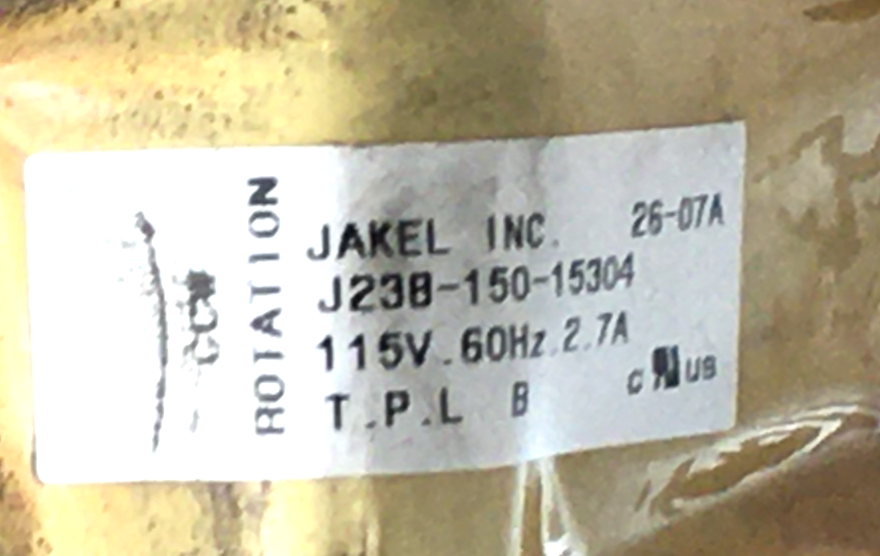 ROTATION
CCW
JAKEL INC. 26-07A
J238-150-15304
115V.60Hz.2.7A
T.P.L B
c us